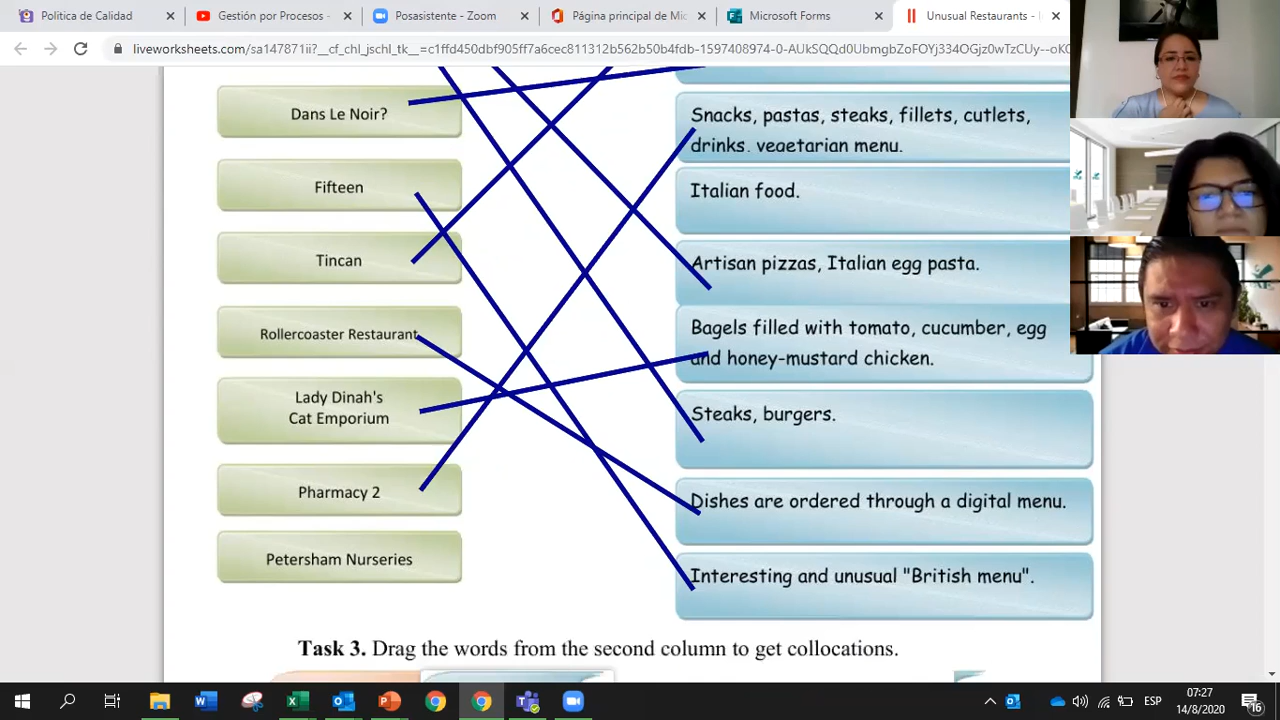 Politica de Calidad
Gestión por Procesos -
Posasistente - Zoom
Página principal de Mic
Microsoft Forms
Unusual Restaurants - I
liveworksheets.com/sa147871ii?__cf_chl_jschl_tk__=c1ffe450dbf905ff7a6cec811312b562b50b4fdb-1597408974-0-AUkSQQd0UbmgbZoFOYj334OGjz0wTzCUy--oK
Dans Le Noir?
Fifteen
Tincan
Rollercoaster Restaurant
Lady Dinah's
Cat Emporium
Pharmacy 2
Petersham Nurseries
Snacks, pastas, steaks, fillets, cutlets,
drinks. vegetarian menu.
Italian food.
Artisan pizzas, Italian egg pasta.
Bagels filled with tomato, cucumber, egg
and honey-mustard chicken.
Steaks, burgers.
Dishes are ordered through a digital menu.
Interesting and unusual "British menu".
Task 3. Drag the words from the second column to get collocations.
ESP
07:27
14/8/2020
16